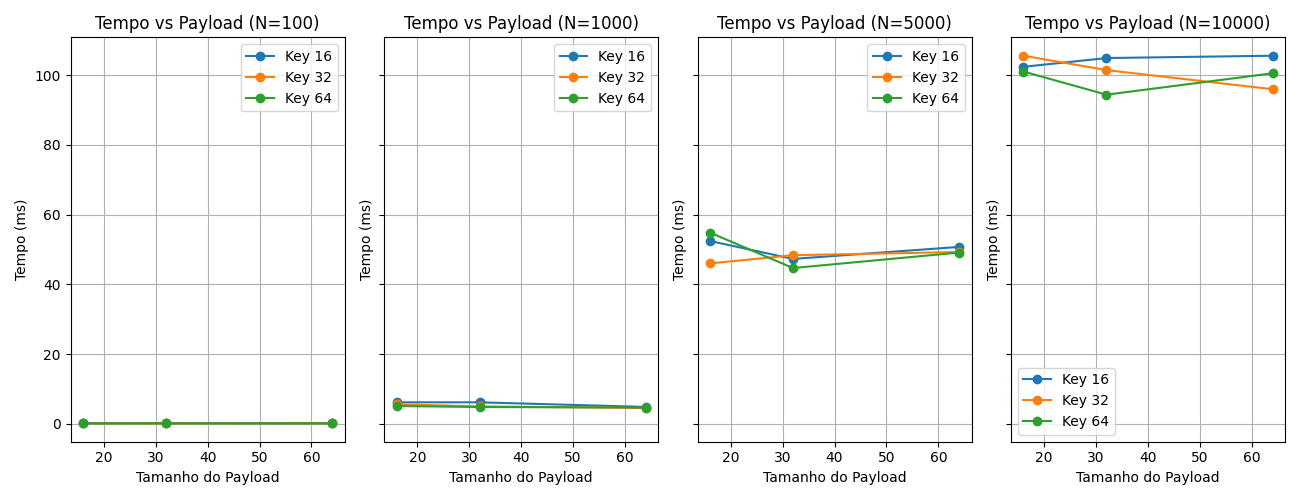 Tempo vs Payload (N=100)
Tempo (ms)
100
80
60
40
20
0
Key 16
Key 32
Key 64
20 30 40 50 60
Tamanho do Payload
Tempo vs Payload (N=1000)
Tempo (ms)
Key 16
Key 32
Key 64
20 30 40 50 60
Tamanho do Payload
Tempo vs Payload (N=5000)
Tempo (ms)
Key 16
Key 32
Key 64
20 30 40 50 60
Tamanho do Payload
Tempo vs Payload (N=10000)
Tempo (ms)
Key 16
Key 32
Key 64
20 30 40 50 60
Tamanho do Payload